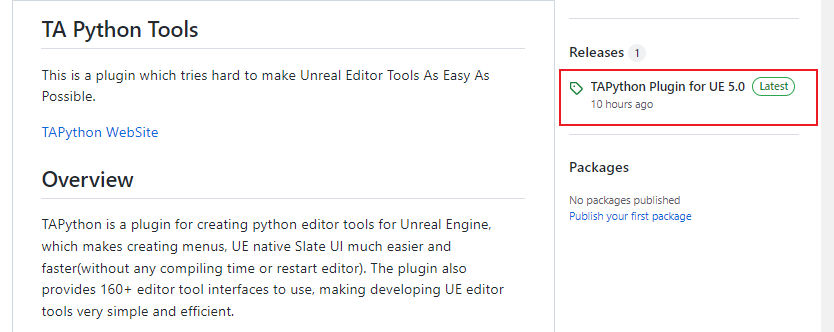 TA Python Tools
This is a plugin which tries hard to make Unreal Editor Tools As Easy As
Possible.
TAPython WebSite
Overview
TAPython is a plugin for creating python editor tools for Unreal Engine,
which makes creating menus, UE native Slate UI much easier and
faster(without any compiling time or restart editor). The plugin also
provides 160+ editor tool interfaces to use, making developing UE editor
tools very simple and efficient.
Releases 1
TAPython Plugin for UE 5.0 Latest
10 hours ago
Packages
No packages published
Publish your first package